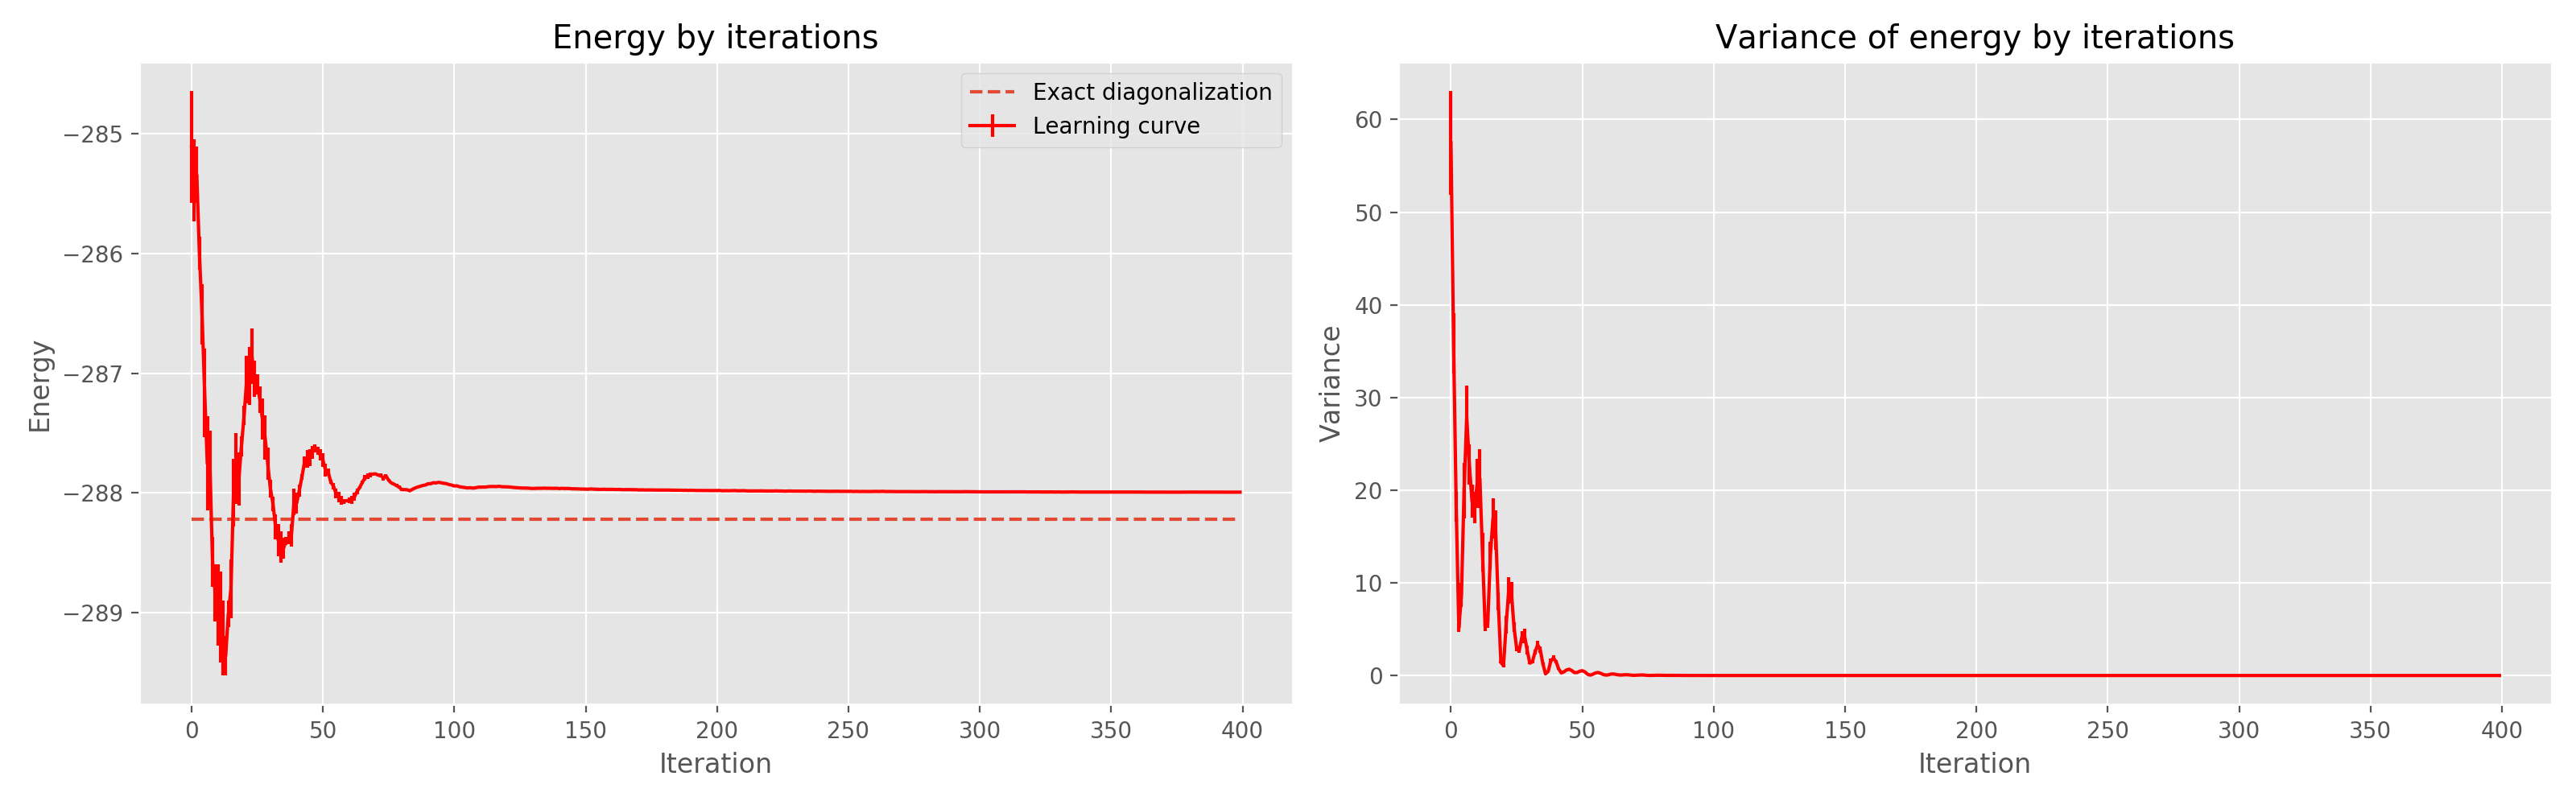 Energy by iterations
Exact diagonalization
Learning curve
−285
−286
−287
−288
−289
Energy
0 50 100 150 200 250 300 350 400
Iteration
Variance of energy by iterations
60
50
40
30
20
10
0
Variance
0 50 100 150 200 250 300 350 400
Iteration